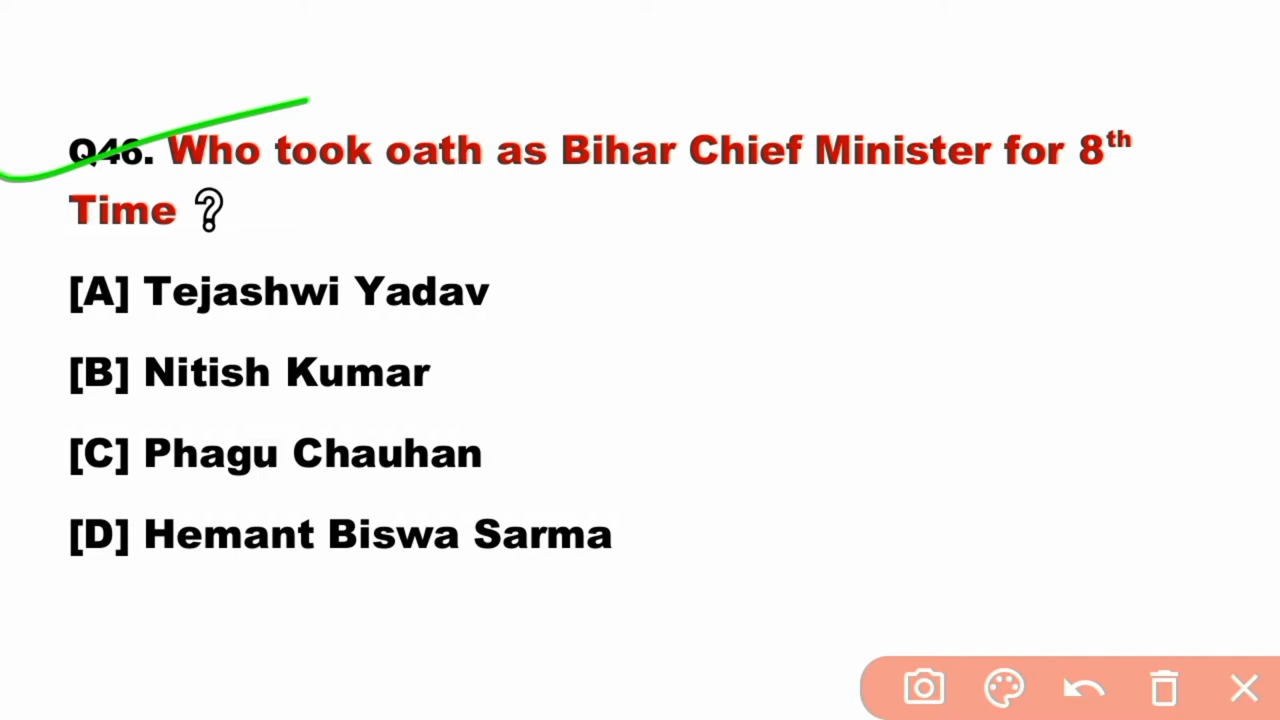 Q46. Who took oath as Bihar Chief Minister for 8th
Time ?
[A] Tejashwi Yadav
[B] Nitish Kumar
[C] Phagu Chauhan
[D] Hemant Biswa Sarma